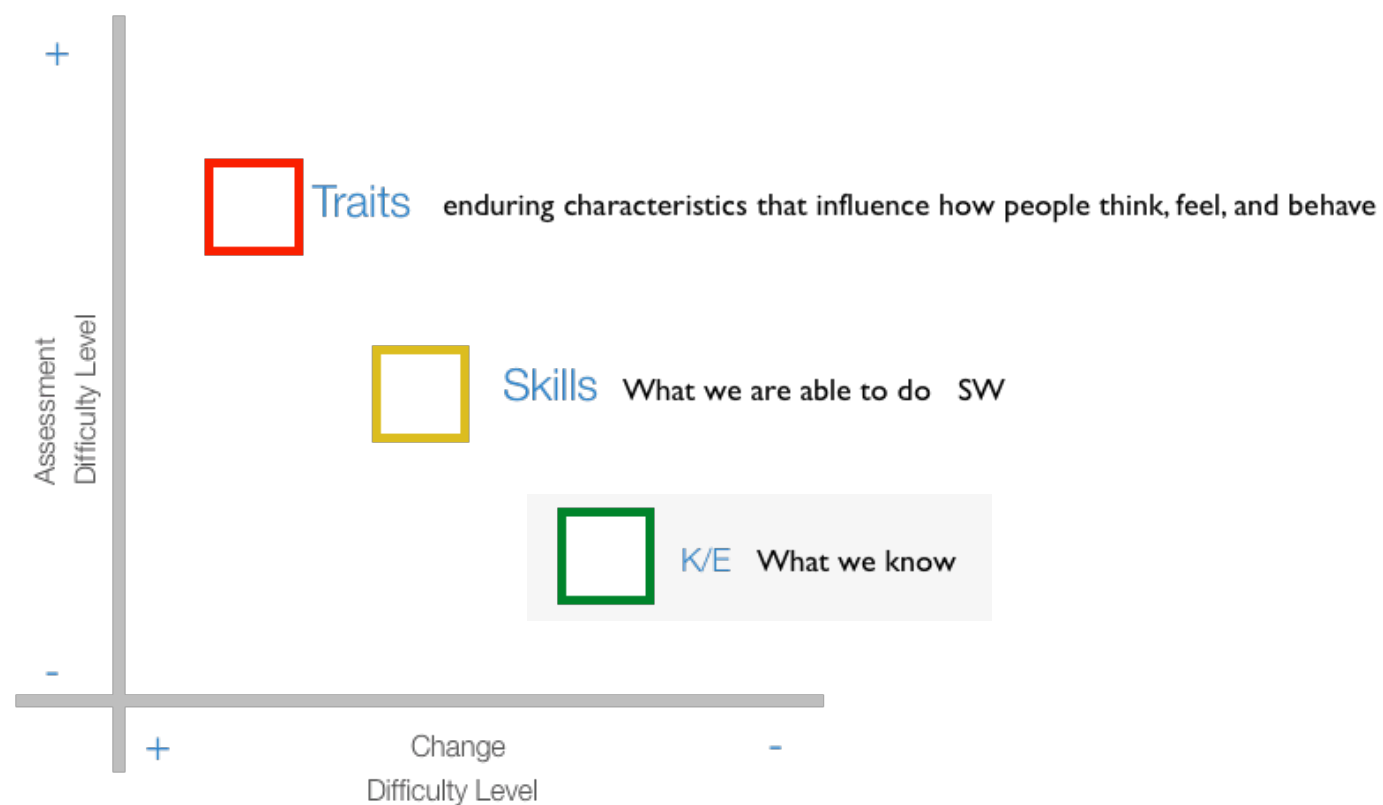 +
Traits enduring characteristics that influence how people think, feel, and behave
Assessment
Difficulty Level
Skills What we are able to do SW
K/E What we know
-
+ Change -
Difficulty Level